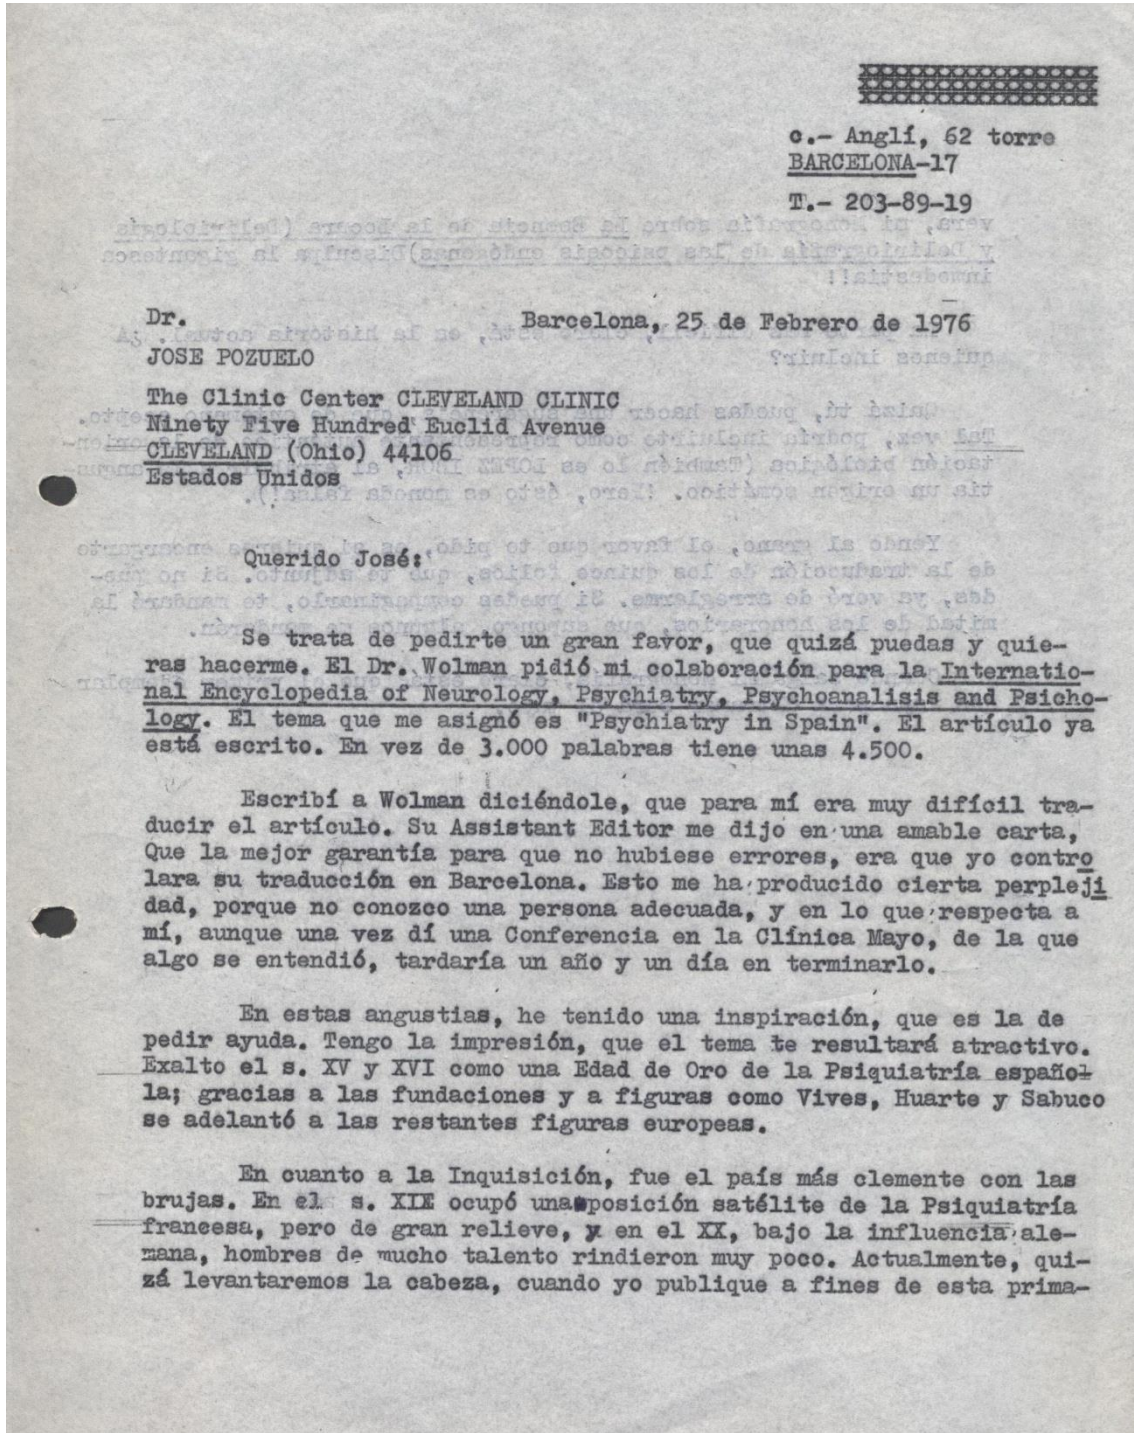 c.- Anglí, 62 torre
BARCELONA-17
T.- 203-89-19
Dr. Barcelona, 25 de Febrero de 1976
JOSE POZUELO
The Clinic Center CLEVELAND CLINIC
Ninety Five Hundred Euclid Avenue
CLEVELAND (Ohio) 44106
Estados Unidos
Querido José:
Se trata de pedirte un gran favor, que quizá puedas y quie-
ras hacerme. El Dr. Wolman pidió mi colaboración para la Internatio-
nal Encyclopedia of Neurology, Psychiatry, Psychoanalisis and Psicho-
logy. El tema que me asignó es "Psychiatry in Spain". El artículo ya
está escrito. En vez de 3.000 palabras tiene unas 4.500.
Escribí a Wolman diciéndole, que para mí era muy difícil tra-
ducir el artículo. Su Assistant Editor me dijo en una amable carta,
Que la mejor garantía para que no hubiese errores, era que yo contro
lara su traducción en Barcelona. Esto me ha producido cierta perpleji
dad, porque no conozco una persona adecuada, y en lo que respecta a
mí, aunque una vez dí una Conferencia en la Clínica Mayo, de la que
algo se entendió, tardaría un año y un día en terminarlo.
En estas angustias, he tenido una inspiración, que es la de
pedir ayuda. Tengo la impresión, que el tema te resultará atractivo.
Exalto el s. XV y XVI como una Edad de Oro de la Psiquiatría españo-
la; gracias a las fundaciones y a figuras como Vives, Huarte y Sabuco
se adelantó a las restantes figuras europeas.
En cuanto a la Inquisición, fue el país más clemente con las
brujas. En el s. XIX ocupó una posición satélite de la Psiquiatría
francesa, pero de gran relieve, y en el XX, bajo la influencia ale-
mana, hombres de mucho talento rindieron muy poco. Actualmente, qui-
zá levantaremos la cabeza, cuando yo publique a fines de esta prima-